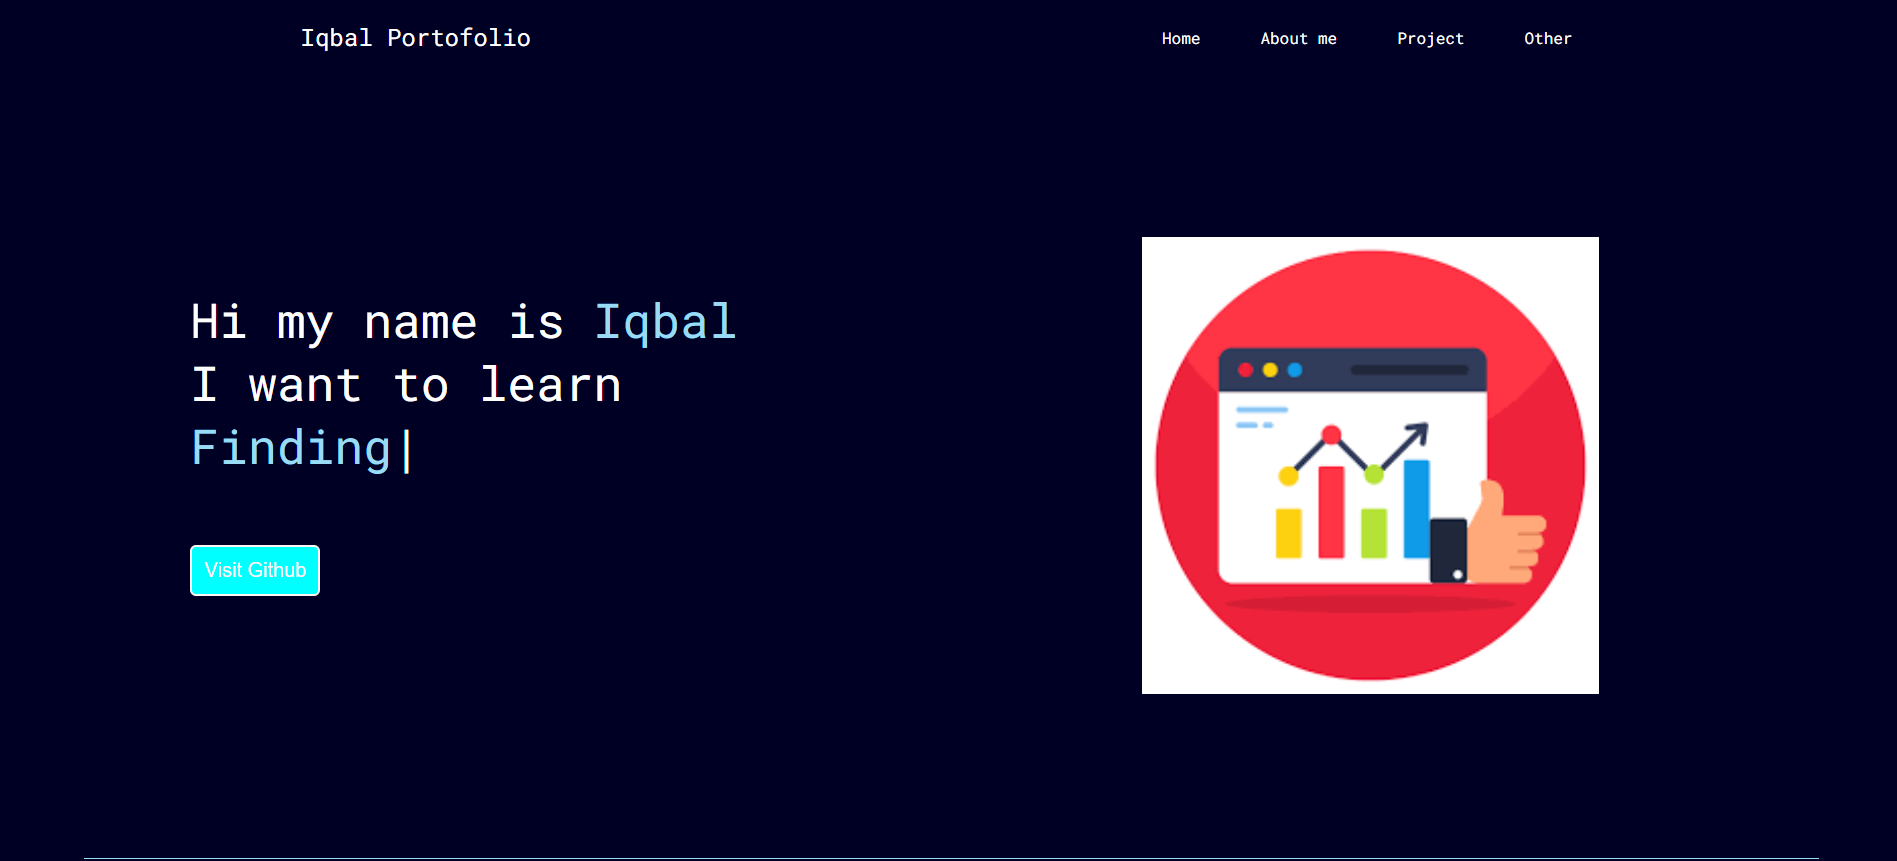 Iqbal Portofolio
Home About me Project Other
Hi my name is Iqbal
I want to learn
Finding|
Visit Github